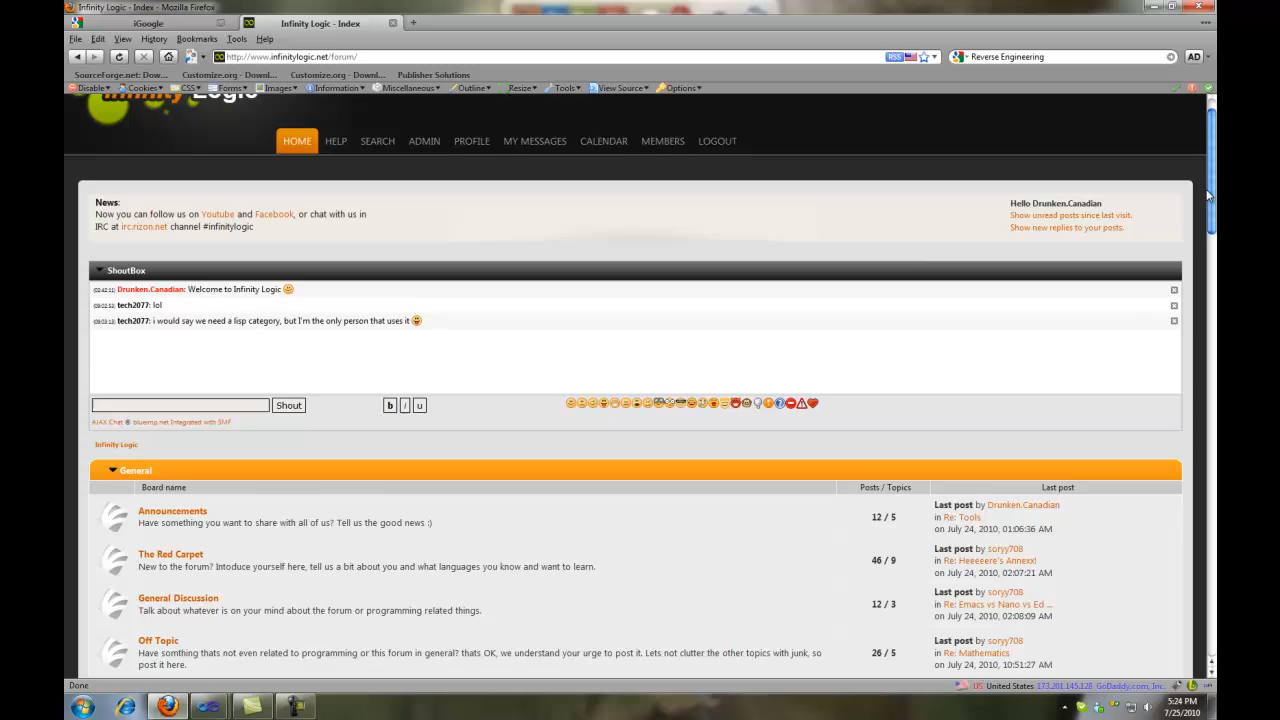 Infinity Logic - Index - Mozilla Firefox
iGoogle
Infinity Logic - Index
File Edit View History Bookmarks Tools Help
http://www.infinitylogic.net/forum/
RSS
Reverse Engineering
AD
SourceForge.net: Dow... Customize.org - Downl... Customize.org - Downl... Publisher Solutions
Disable Cookies CSS Forms Images Information Miscellaneous Outline Resize Tools View Source Options
Infinity Logic
HOME HELP SEARCH ADMIN PROFILE MY MESSAGES CALENDAR MEMBERS LOGOUT
News:
Now you can follow us on Youtube and Facebook, or chat with us in
IRC at irc.rizon.net channel #infinitylogic
Hello Drunken.Canadian
Show unread posts since last visit.
Show new replies to your posts.
ShoutBox
Drunken.Canadian: Welcome to Infinity Logic
tech2077: lol
tech2077: i would say we need a lisp category, but I'm the only person that uses it
Shout
b i u
AJAX Chat © blueimp.net Integrated with SMF
Infinity Logic
General
Board name Posts / Topics Last post
Announcements
Have something you want to share with all of us? Tell us the good news :)
12 / 5
Last post by Drunken.Canadian
in Re: Tools
on July 24, 2010, 01:06:36 AM
The Red Carpet
New to the forum? Intoduce yourself here, tell us a bit about you and what languages you know and want to learn.
46 / 9
Last post by soryy708
in Re: Heeeeere's Annexx!
on July 24, 2010, 02:07:21 AM
General Discussion
Talk about whatever is on your mind about the forum or programming related things.
12 / 3
Last post by soryy708
in Re: Emacs vs Nano vs Ed ...
on July 24, 2010, 02:08:09 AM
Off Topic
Have somthing thats not even related to programming or this forum in general? thats OK, we understand your urge to post it. Lets not clutter the other topics with junk, so
post it here.
26 / 5
Last post by soryy708
in Re: Mathematics
on July 24, 2010, 10:51:27 AM
Done
US United States 173.201.145.128 GoDaddy.com, Inc.
5:24 PM
7/25/2010